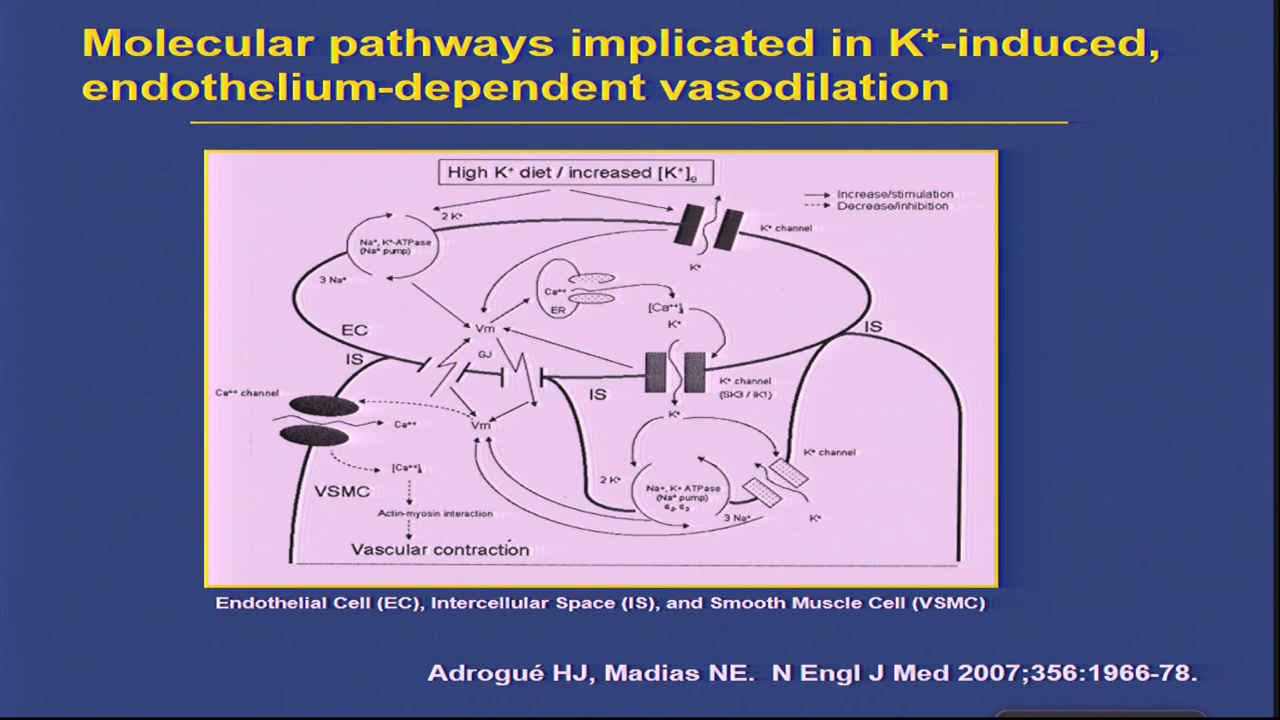 Molecular pathways implicated in K⁺-induced,
endothelium-dependent vasodilation
High K⁺ diet / increased [K⁺]e
Increase/stimulation
Decrease/inhibition
2 K⁺
K⁺ channel
Na⁺, K⁺-ATPase
(Na⁺ pump)
K⁺
3 Na⁺
Ca⁺⁺
ER
[Ca⁺⁺]i
K⁺
Vm
EC
IS
GJ
IS
IS
K⁺ channel
(SK3 / IK1)
Ca⁺⁺ channel
Ca⁺⁺
Vm
K⁺
K⁺ channel
[Ca⁺⁺]i
2 K⁺
Na⁺, K⁺ ATPase
(Na⁺ pump)
VSMC
Actin-myosin interaction
3 Na⁺
K⁺
Vascular contraction
Endothelial Cell (EC), Intercellular Space (IS), and Smooth Muscle Cell (VSMC)
Adrogué HJ, Madias NE. N Engl J Med 2007;356:1966-78.